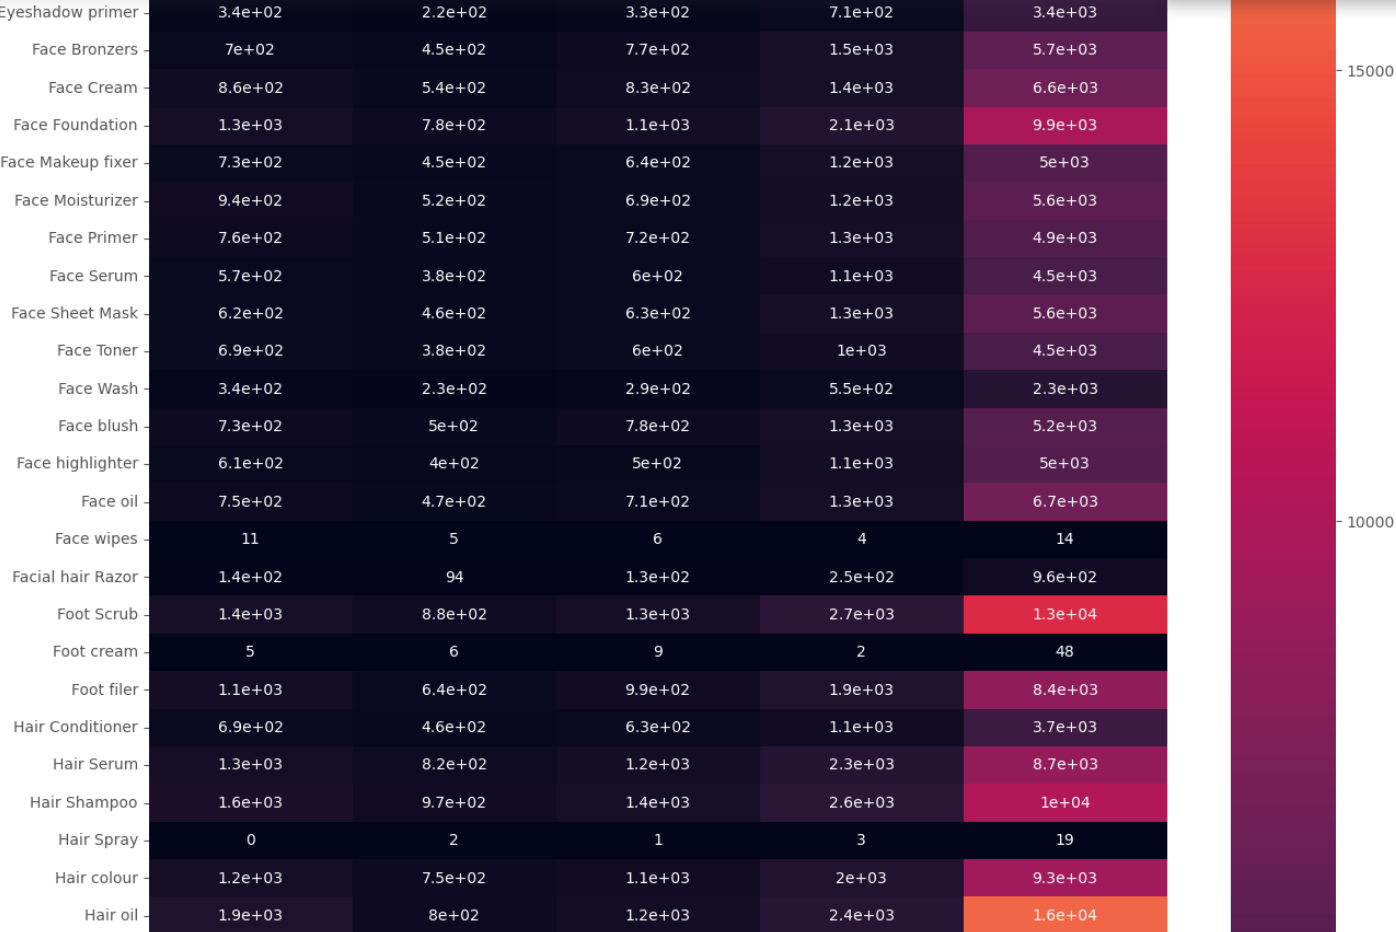 Eyeshadow primer 3.4e+02 2.2e+02 3.3e+02 7.1e+02 3.4e+03
Face Bronzers 7e+02 4.5e+02 7.7e+02 1.5e+03 5.7e+03
15000
Face Cream 8.6e+02 5.4e+02 8.3e+02 1.4e+03 6.6e+03
Face Foundation 1.3e+03 7.8e+02 1.1e+03 2.1e+03 9.9e+03
Face Makeup fixer 7.3e+02 4.5e+02 6.4e+02 1.2e+03 5e+03
Face Moisturizer 9.4e+02 5.2e+02 6.9e+02 1.2e+03 5.6e+03
Face Primer 7.6e+02 5.1e+02 7.2e+02 1.3e+03 4.9e+03
Face Serum 5.7e+02 3.8e+02 6e+02 1.1e+03 4.5e+03
Face Sheet Mask 6.2e+02 4.6e+02 6.3e+02 1.3e+03 5.6e+03
Face Toner 6.9e+02 3.8e+02 6e+02 1e+03 4.5e+03
Face Wash 3.4e+02 2.3e+02 2.9e+02 5.5e+02 2.3e+03
Face blush 7.3e+02 5e+02 7.8e+02 1.3e+03 5.2e+03
Face highlighter 6.1e+02 4e+02 5e+02 1.1e+03 5e+03
Face oil 7.5e+02 4.7e+02 7.1e+02 1.3e+03 6.7e+03
10000
Face wipes 11 5 6 4 14
Facial hair Razor 1.4e+02 94 1.3e+02 2.5e+02 9.6e+02
Foot Scrub 1.4e+03 8.8e+02 1.3e+03 2.7e+03 1.3e+04
Foot cream 5 6 9 2 48
Foot filer 1.1e+03 6.4e+02 9.9e+02 1.9e+03 8.4e+03
Hair Conditioner 6.9e+02 4.6e+02 6.3e+02 1.1e+03 3.7e+03
Hair Serum 1.3e+03 8.2e+02 1.2e+03 2.3e+03 8.7e+03
Hair Shampoo 1.6e+03 9.7e+02 1.4e+03 2.6e+03 1e+04
Hair Spray 0 2 1 3 19
Hair colour 1.2e+03 7.5e+02 1.1e+03 2e+03 9.3e+03
Hair oil 1.9e+03 8e+02 1.2e+03 2.4e+03 1.6e+04